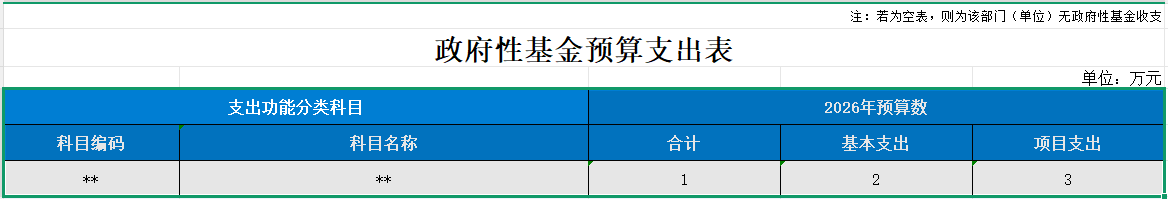 注：若为空表，则为该部门（单位）无政府性基金收支
政府性基金预算支出表
单位：万元
支出功能分类科目 2026年预算数
科目编码 科目名称 合计 基本支出 项目支出
** ** 1 2 3